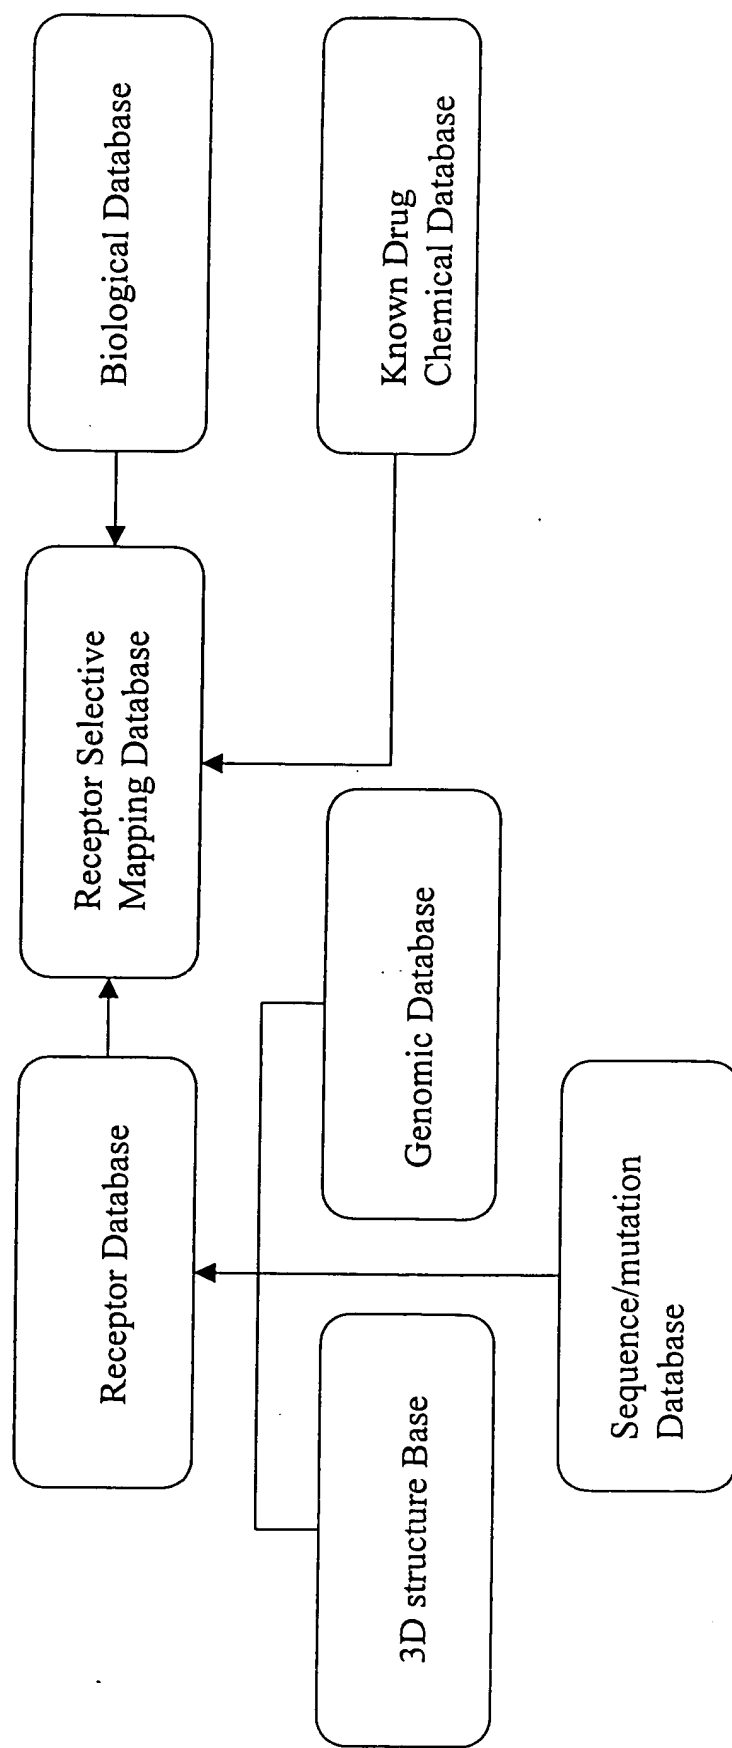 Receptor Database
Receptor Selective
Mapping Database
Biological Database
3D structure Base
Genomic Database
Known Drug
Chemical Database
Sequence/mutation
Database